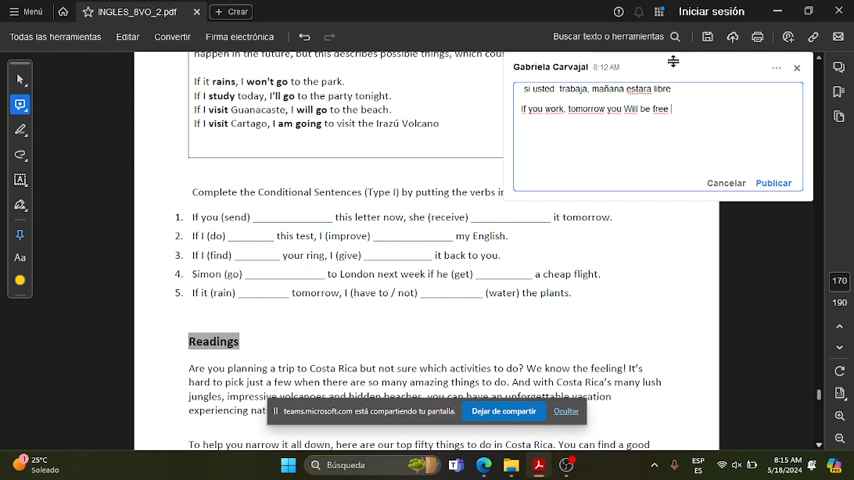 Menú
INGLES_8VO_2.pdf
+ Crear
Iniciar sesión
Todas las herramientas
Editar
Convertir
Firma electrónica
Buscar texto o herramientas
happen in the future, but this describes possible things, which cou
If it rains, I won't go to the park.
If I study today, I'll go to the party tonight.
If I visit Guanacaste, I will go to the beach.
If I visit Cartago, I am going to visit the Irazú Volcano
Gabriela Carvajal 8:12 AM
si usted trabaja, mañana estara libre
If you work, tomorrow you Will be free
Cancelar
Publicar
Complete the Conditional Sentences (Type I) by putting the verbs in
1. If you (send) ______________ this letter now, she (receive) ______________ it tomorrow.
2. If I (do) ________ this test, I (improve) ______________ my English.
3. If I (find) ________ your ring, I (give) __________ it back to you.
4. Simon (go) ______________ to London next week if he (get) __________ a cheap flight.
5. If it (rain) __________ tomorrow, I (have to / not) ___________ (water) the plants.
Readings
Are you planning a trip to Costa Rica but not sure which activities to do? We know the feeling! It's
hard to pick just a few when there are so many amazing things to do. And with Costa Rica's many lush
jungles, impressive volcanoes and hidden beaches, you can have an unforgettable vacation
experiencing nat
teams.microsoft.com está compartiendo tu pantalla.
Dejar de compartir
Ocultar
To help you narrow it all down, here are our top fifty things to do in Costa Rica. You can find a good
Aa
170
190
1
25°C
Soleado
Búsqueda
ESP
ES
8:15 AM
5/18/2024